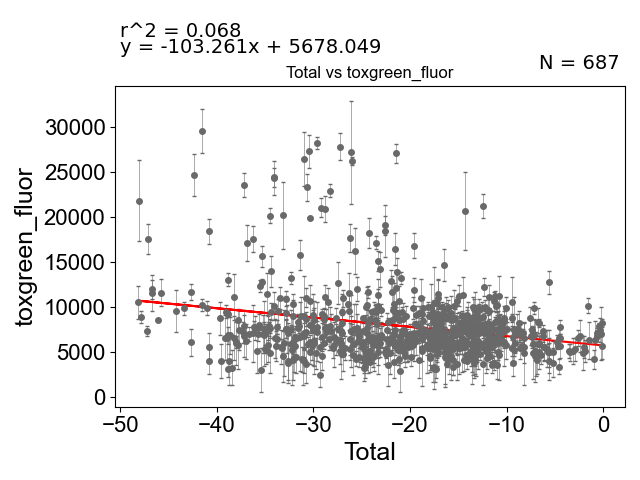 r^2 = 0.068
y = -103.261x + 5678.049
N = 687
Total vs toxgreen_fluor
toxgreen_fluor
30000
25000
20000
15000
10000
5000
0
−50
−40
−30
−20
−10
0
Total